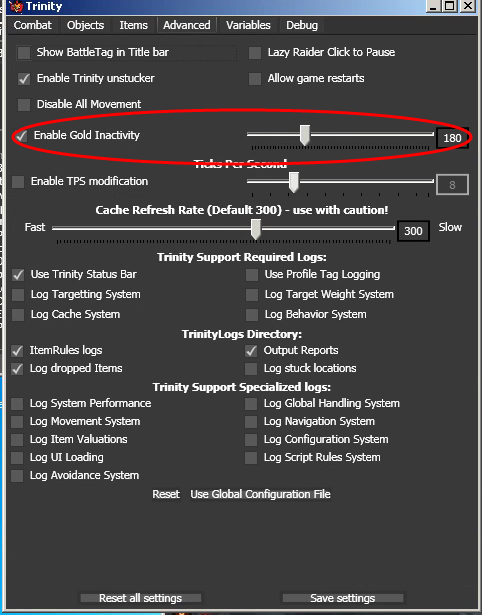 Trinity
Combat Objects Items Advanced Variables Debug
Show BattleTag in Title bar Lazy Raider Click to Pause
Enable Trinity unstucker Allow game restarts
Disable All Movement
Enable Gold Inactivity 180
Ticks Per Second
Enable TPS modification 8
Cache Refresh Rate (Default 300) - use with caution!
Fast 300 Slow
Trinity Support Required Logs:
Use Trinity Status Bar Use Profile Tag Logging
Log Targetting System Log Target Weight System
Log Cache System Log Behavior System
TrinityLogs Directory:
ItemRules logs Output Reports
Log dropped Items Log stuck locations
Trinity Support Specialized logs:
Log System Performance Log Global Handling System
Log Movement System Log Navigation System
Log Item Valuations Log Configuration System
Log UI Loading Log Script Rules System
Log Avoidance System
Reset Use Global Configuration File
Reset all settings Save settings